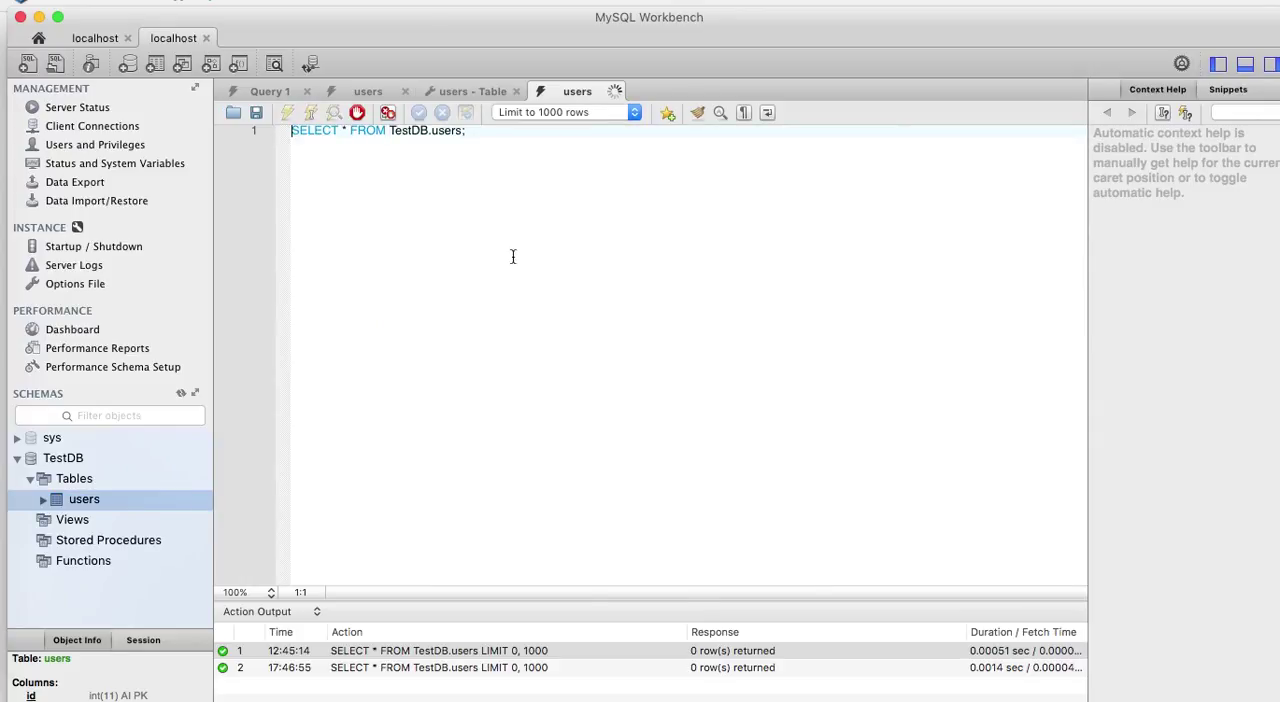 MySQL Workbench
localhost
localhost
MANAGEMENT
Server Status
Client Connections
Users and Privileges
Status and System Variables
Data Export
Data Import/Restore
INSTANCE
Startup / Shutdown
Server Logs
Options File
PERFORMANCE
Dashboard
Performance Reports
Performance Schema Setup
SCHEMAS
Filter objects
sys
TestDB
Tables
users
Views
Stored Procedures
Functions
Object Info Session
Table: users
Columns:
id int(11) AI PK
Query 1 users users - Table users
Limit to 1000 rows
1 SELECT * FROM TestDB.users;
100% 1:1
Action Output
Time Action Response Duration / Fetch Time
1 12:45:14 SELECT * FROM TestDB.users LIMIT 0, 1000 0 row(s) returned 0.00051 sec / 0.0000...
2 17:46:55 SELECT * FROM TestDB.users LIMIT 0, 1000 0 row(s) returned 0.0014 sec / 0.00004...
Context Help Snippets
Automatic context help is
disabled. Use the toolbar to
manually get help for the curren
caret position or to toggle
automatic help.